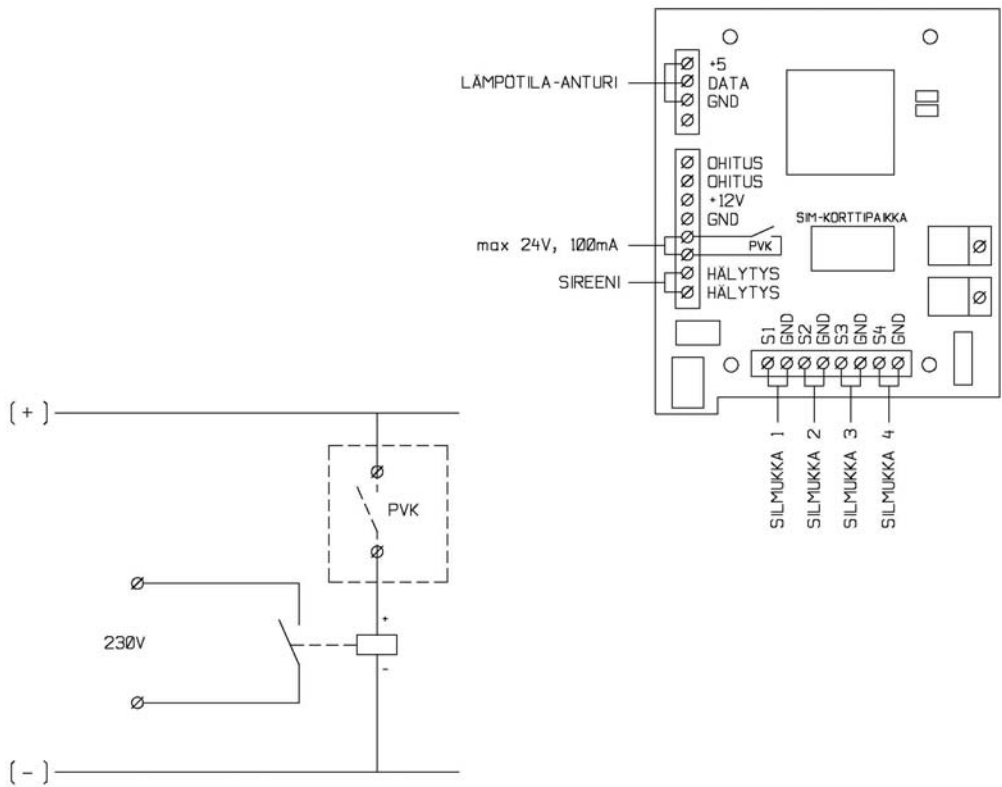 +5
LÄMPÖTILA-ANTURI
DATA
GND
OHITUS
OHITUS
+12V
GND
SIM-KORTTIPAIKKA
max 24V, 100mA
PVK
SIREENI
HÄLYTYS
HÄLYTYS
S1
GND
S2
GND
S3
GND
S4
GND
SILMUKKA 1
SILMUKKA 2
SILMUKKA 3
SILMUKKA 4
(+)
PVK
+
230V
-
(-)